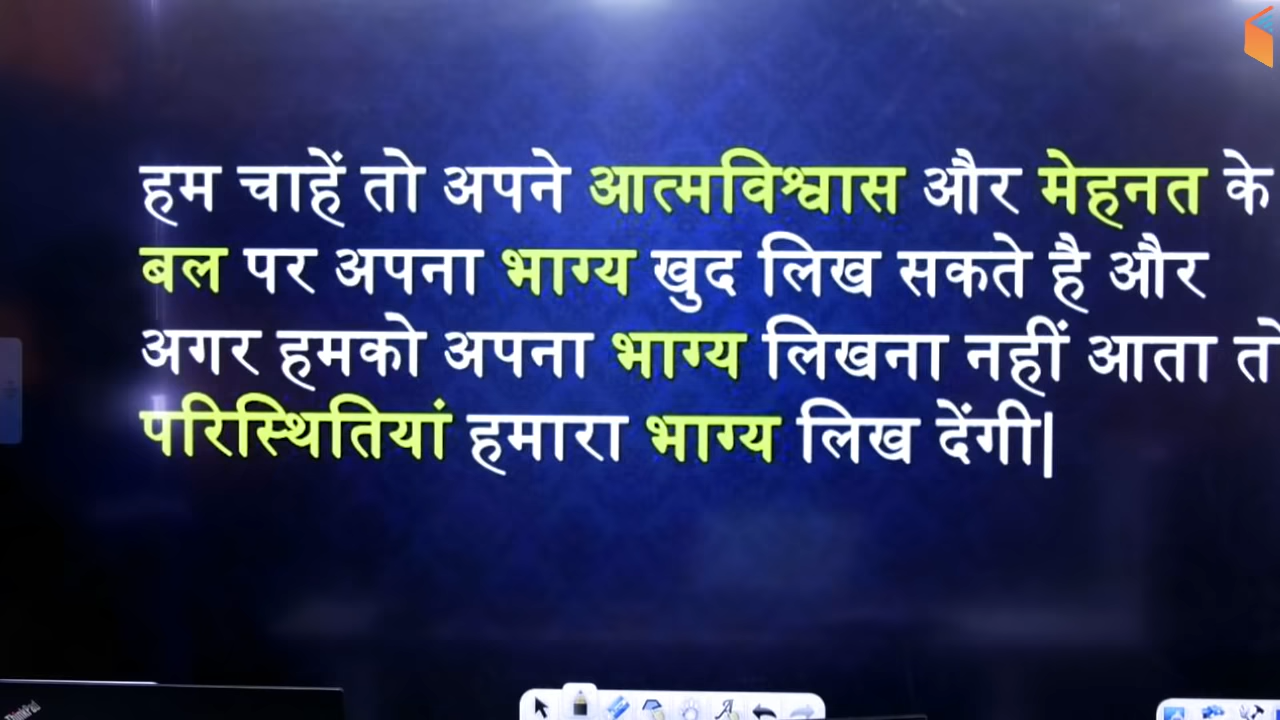 हम चाहें तो अपने आत्मविश्वास और मेहनत के
बल पर अपना भाग्य खुद लिख सकते है और
अगर हमको अपना भाग्य लिखना नहीं आता तो
परिस्थितियां हमारा भाग्य लिख देंगी|
ThinkPad